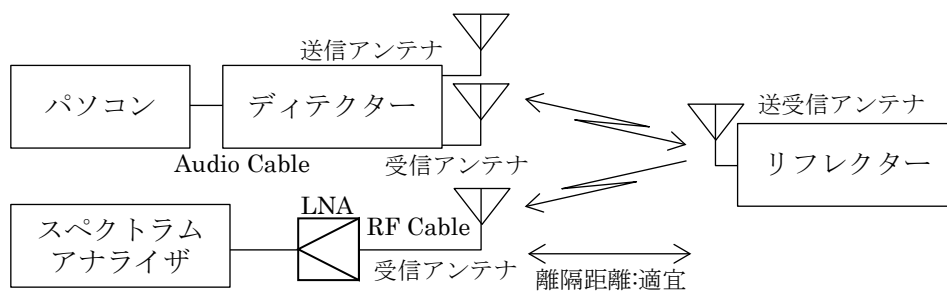 送信アンテナ
パソコン
ディテクター
Audio Cable
受信アンテナ
送受信アンテナ
リフレクター
スペクトラム
アナライザ
LNA
RF Cable
受信アンテナ
離隔距離:適宜